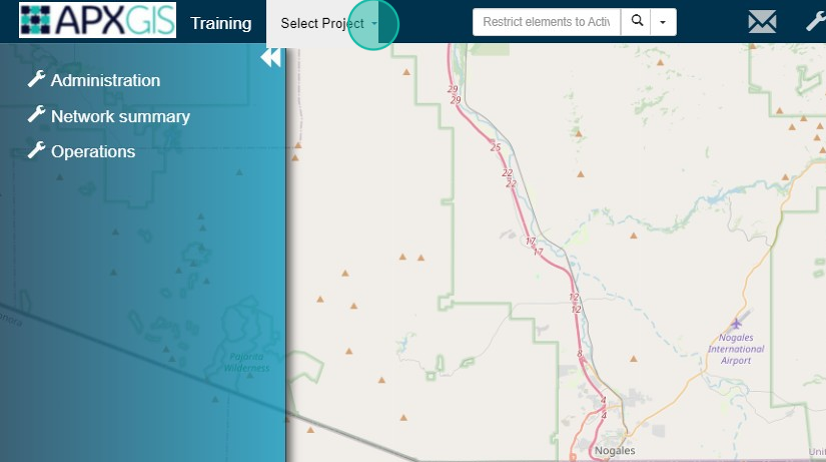 APXGIS
Training
Select Project
Restrict elements to Activ
Administration
Network summary
Operations
29
29
25
22
22
17
17
12
12
8
4
4
Nogales
International
Airport
Pajarita
Wilderness
Nogales
Unit